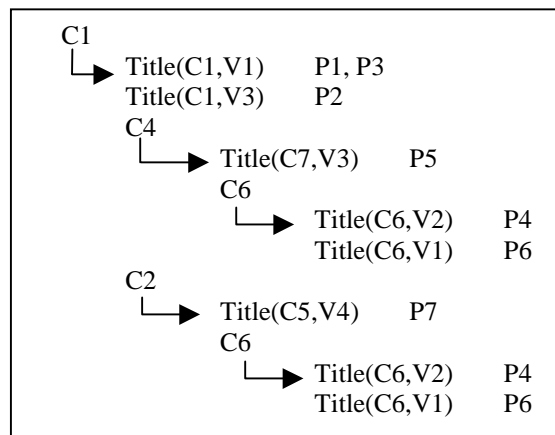 C1
Title(C1,V1) P1, P3
Title(C1,V3) P2
C4
Title(C7,V3) P5
C6
Title(C6,V2) P4
Title(C6,V1) P6
C2
Title(C5,V4) P7
C6
Title(C6,V2) P4
Title(C6,V1) P6